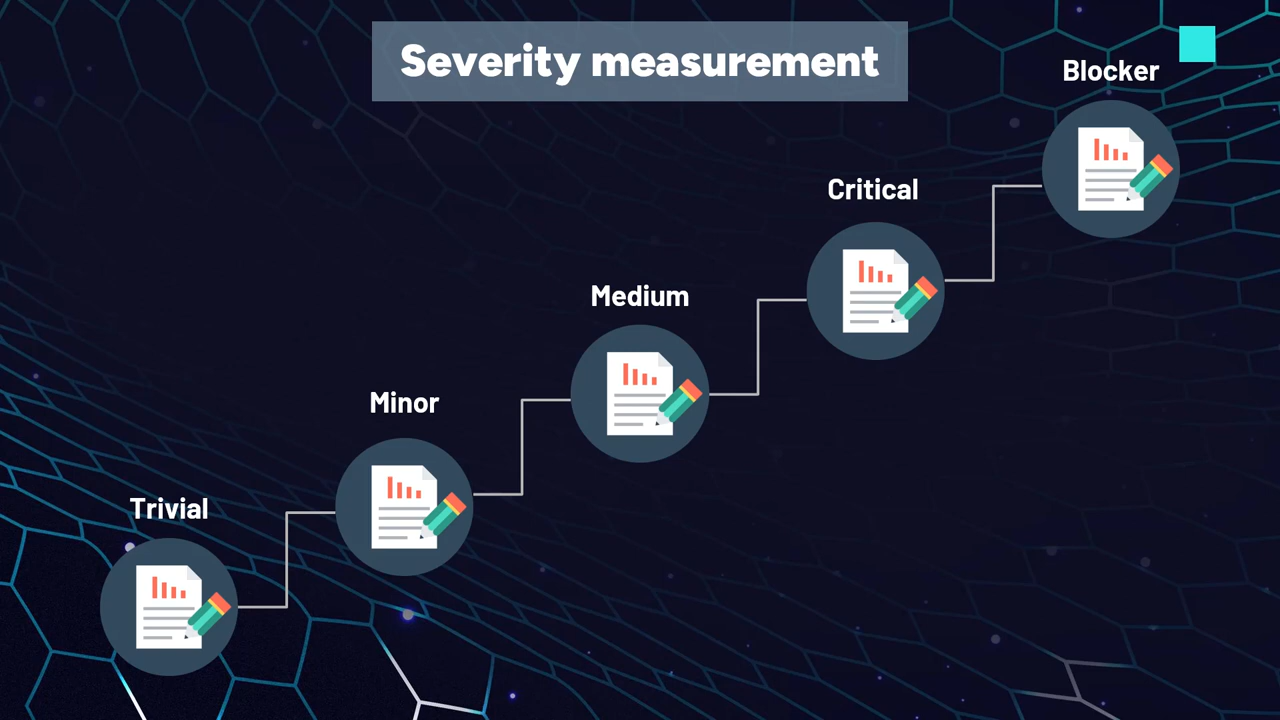 Severity measurement
Blocker
Critical
Medium
Minor
Trivial